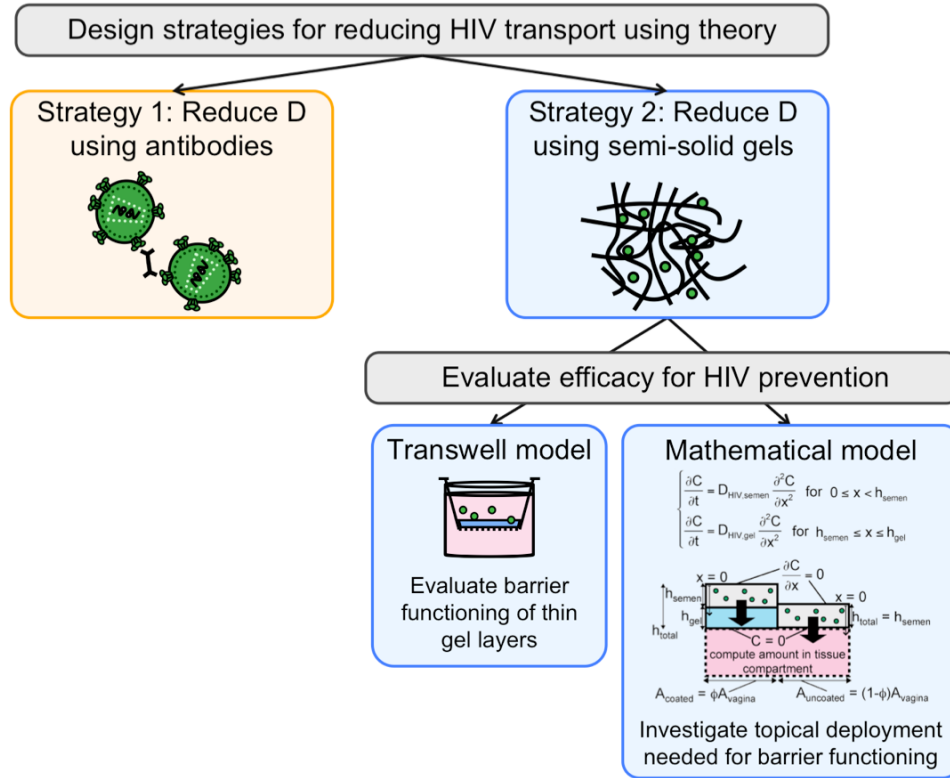 Design strategies for reducing HIV transport using theory
Strategy 1: Reduce D
using antibodies
Strategy 2: Reduce D
using semi-solid gels
Evaluate efficacy for HIV prevention
Transwell model
Evaluate barrier
functioning of thin
gel layers
Mathematical model
∂C/∂t = D_HIV,semen ∂²C/∂x² for 0 ≤ x < h_semen
∂C/∂t = D_HIV,gel ∂²C/∂x² for h_semen ≤ x ≤ h_gel
x = 0
∂C/∂x = 0
x = 0
h_semen
h_gel
h_total
h_total = h_semen
C = 0
compute amount in tissue
compartment
A_coated = ϕA_vagina
A_uncoated = (1-ϕ)A_vagina
Investigate topical deployment
needed for barrier functioning